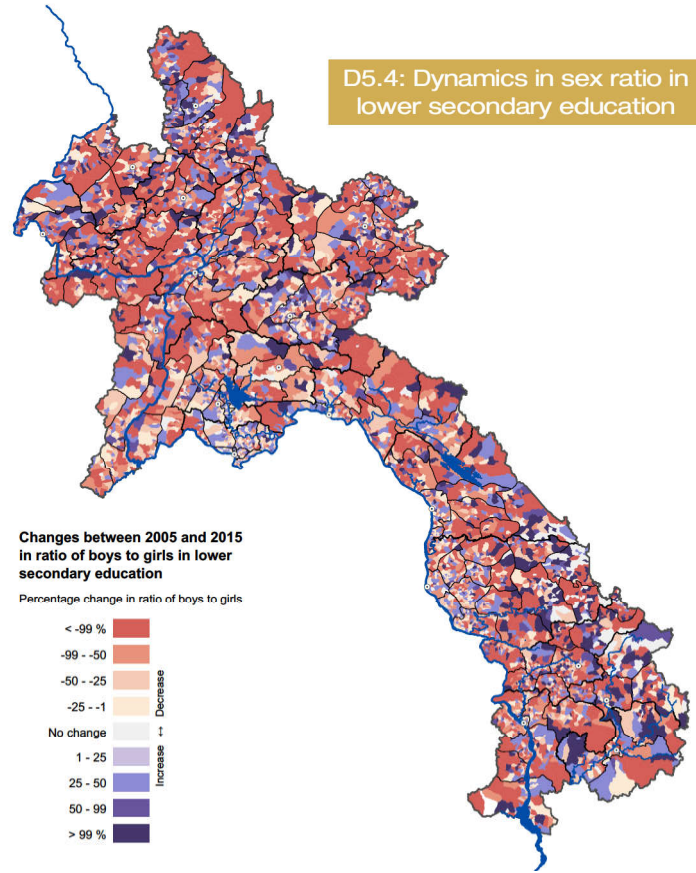 D5.4: Dynamics in sex ratio in
lower secondary education
Changes between 2005 and 2015
in ratio of boys to girls in lower
secondary education
Percentage change in ratio of boys to girls
< -99 %
-99 - -50
-50 - -25
-25 - -1
No change
1 - 25
25 - 50
50 - 99
> 99 %
Decrease
↔
Increase